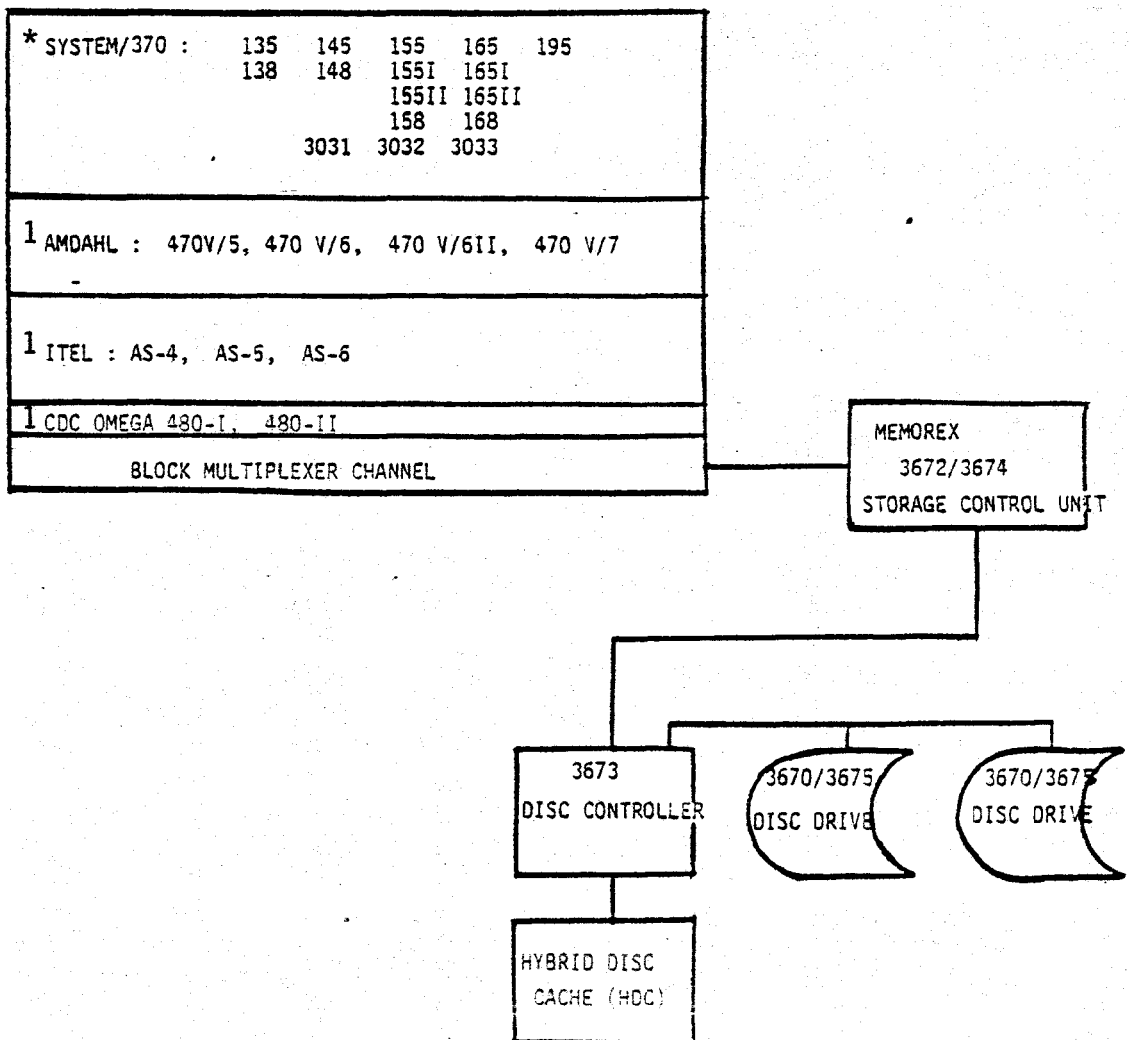 * SYSTEM/370 : 135 145 155 165 195
138 148 155I 165I
155II 165II
158 168
3031 3032 3033
1 AMDAHL : 470V/5, 470 V/6, 470 V/6II, 470 V/7
1 ITEL : AS-4, AS-5, AS-6
1 CDC OMEGA 480-I, 480-II
BLOCK MULTIPLEXER CHANNEL
MEMOREX
3672/3674
STORAGE CONTROL UNIT
3673
DISC CONTROLLER
3670/3675
DISC DRIVE
3670/3675
DISC DRIVE
HYBRID DISC
CACHE (HDC)